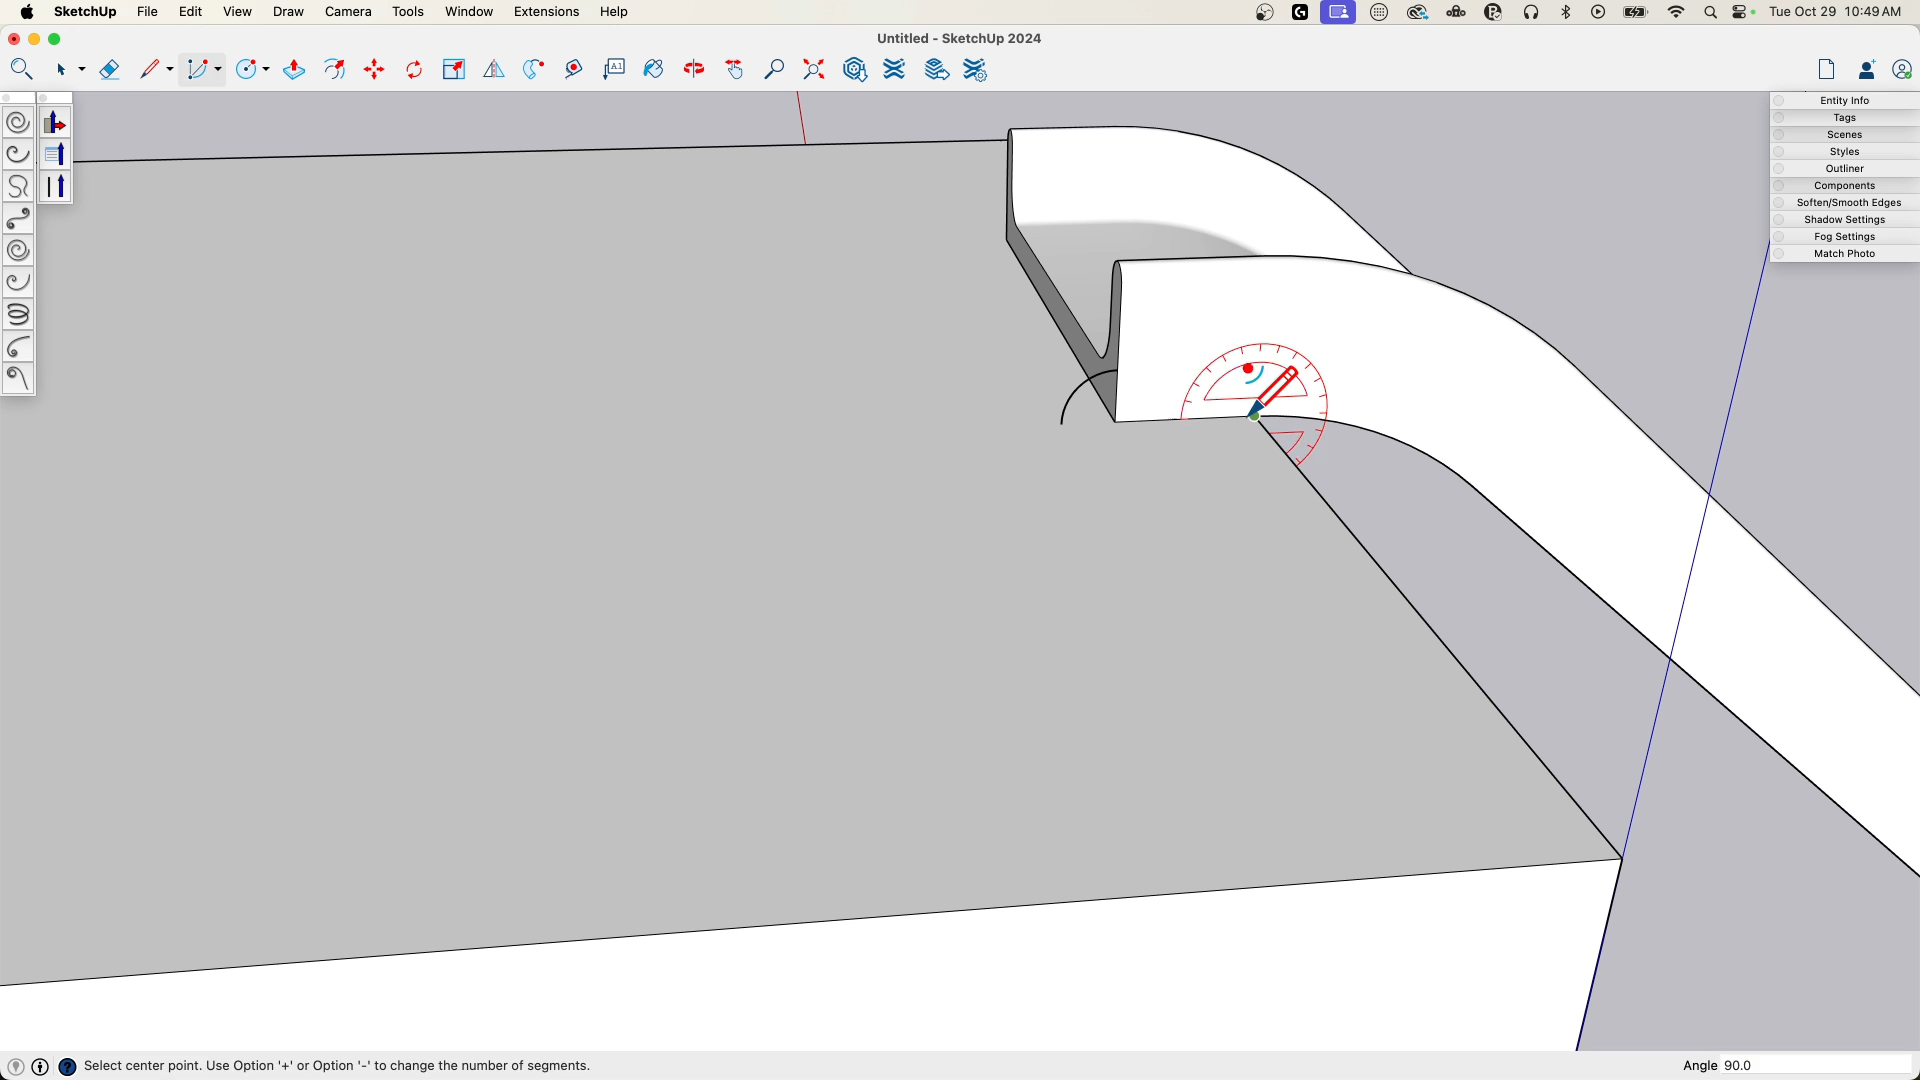 SketchUp File Edit View Draw Camera Tools Window Extensions Help Tue Oct 29 10:49 AM
Untitled - SketchUp 2024
A1
Entity Info
Tags
Scenes
Styles
Outliner
Components
Soften/Smooth Edges
Shadow Settings
Fog Settings
Match Photo
Select center point. Use Option '+' or Option '-' to change the number of segments. Angle 90.0